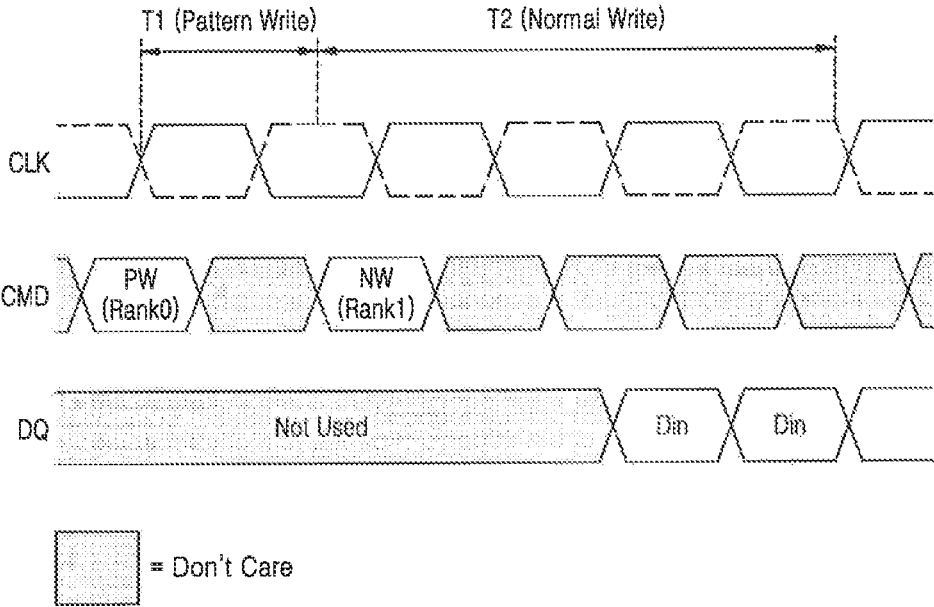 T1 (Pattern Write) T2 (Normal Write)
CLK
CMD PW (Rank0) NW (Rank1)
DQ Not Used Din Din
= Don't Care